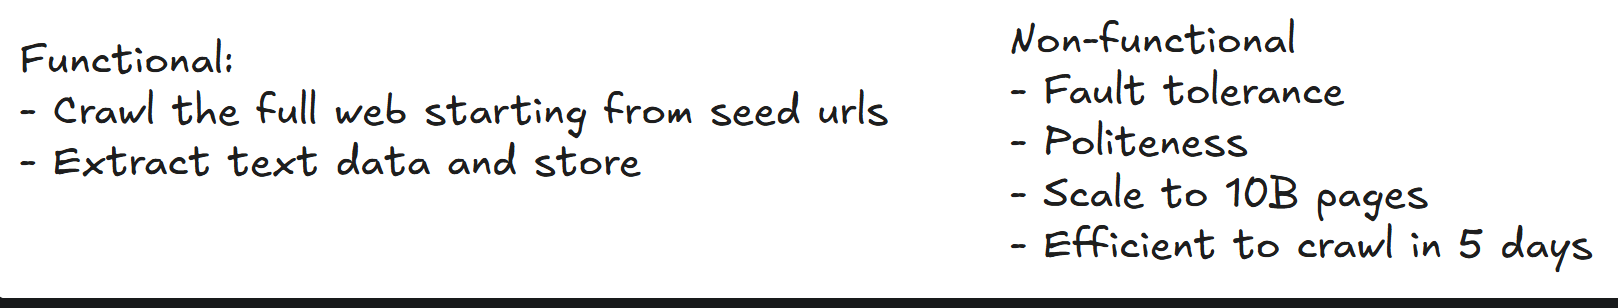 Functional:
- Crawl the full web starting from seed urls
- Extract text data and store
Non-functional
- Fault tolerance
- Politeness
- Scale to 10B pages
- Efficient to crawl in 5 days